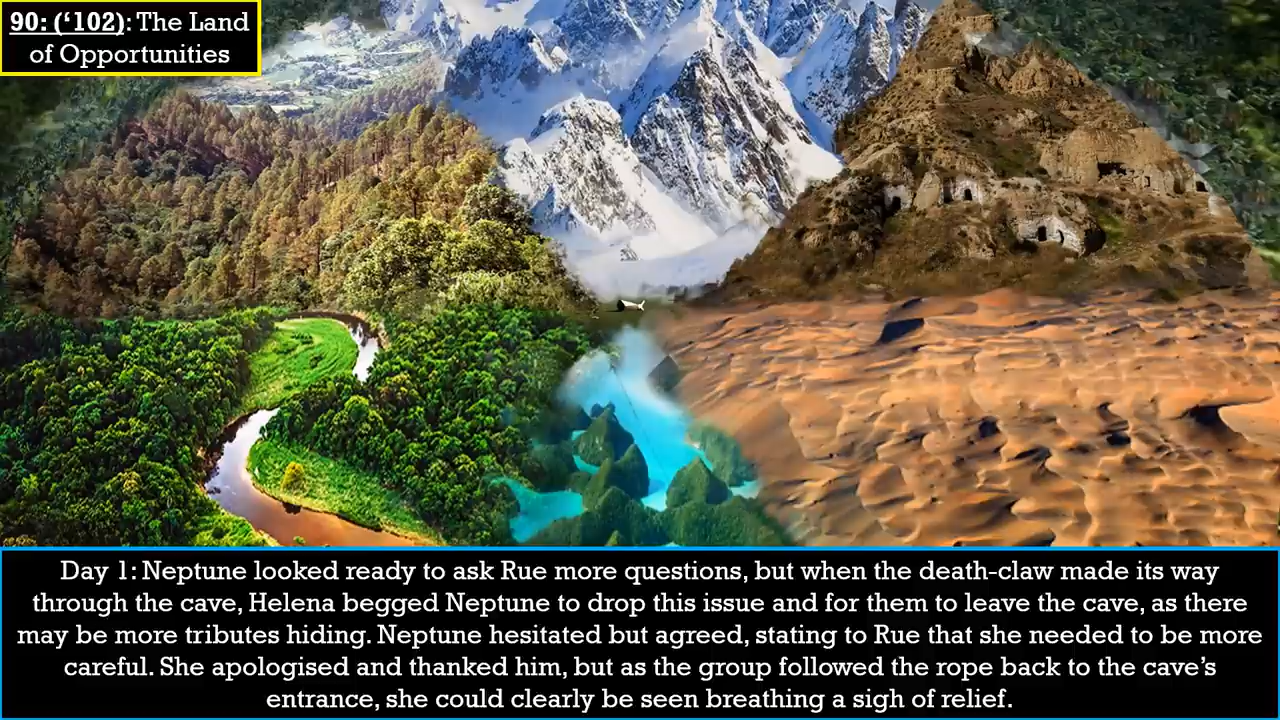 90: (‘102): The Land
of Opportunities
Day 1: Neptune looked ready to ask Rue more questions, but when the death-claw made its way
through the cave, Helena begged Neptune to drop this issue and for them to leave the cave, as there
may be more tributes hiding. Neptune hesitated but agreed, stating to Rue that she needed to be more
careful. She apologised and thanked him, but as the group followed the rope back to the cave’s
entrance, she could clearly be seen breathing a sigh of relief.